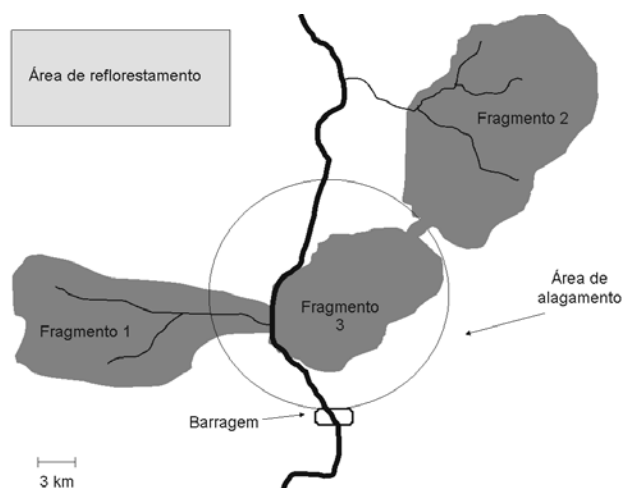 Área de reflorestamento
Fragmento 2
Área de
alagamento
Fragmento
3
Fragmento 1
Barragem
3 km